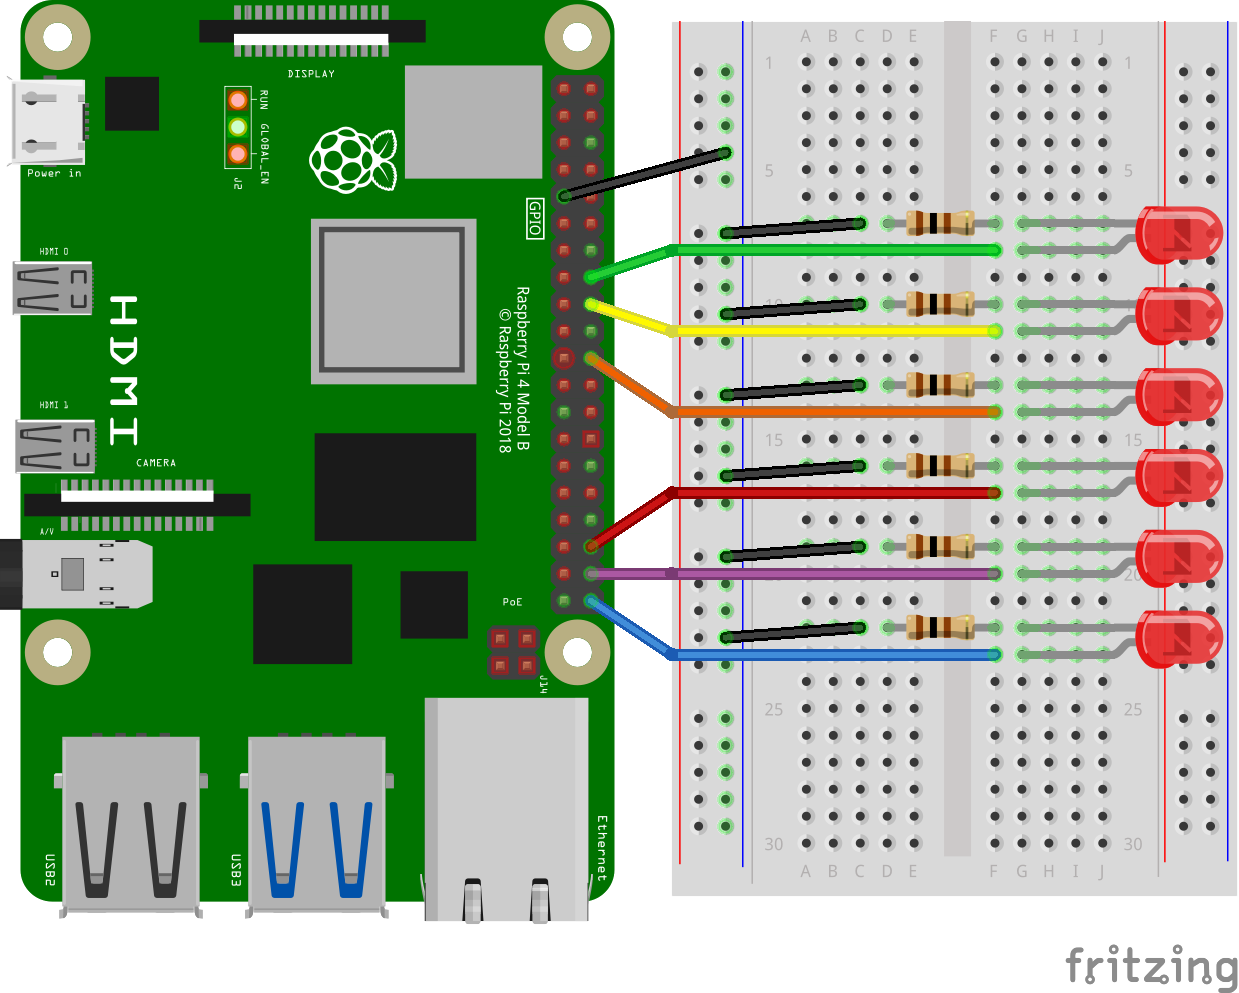 DISPLAY
RUN
GLOBAL_EN
J2
Power in
GPIO
HDMI 0
HDMI
Raspberry Pi 4 Model B
© Raspberry Pi 2018
HDMI 1
CAMERA
A/V
PoE
J14
USB2
USB3
Ethernet
A B C D E F G H I J
1 1
5 5
10 10
15 15
20
25 25
30 30
A B C D E F G H I J
fritzing